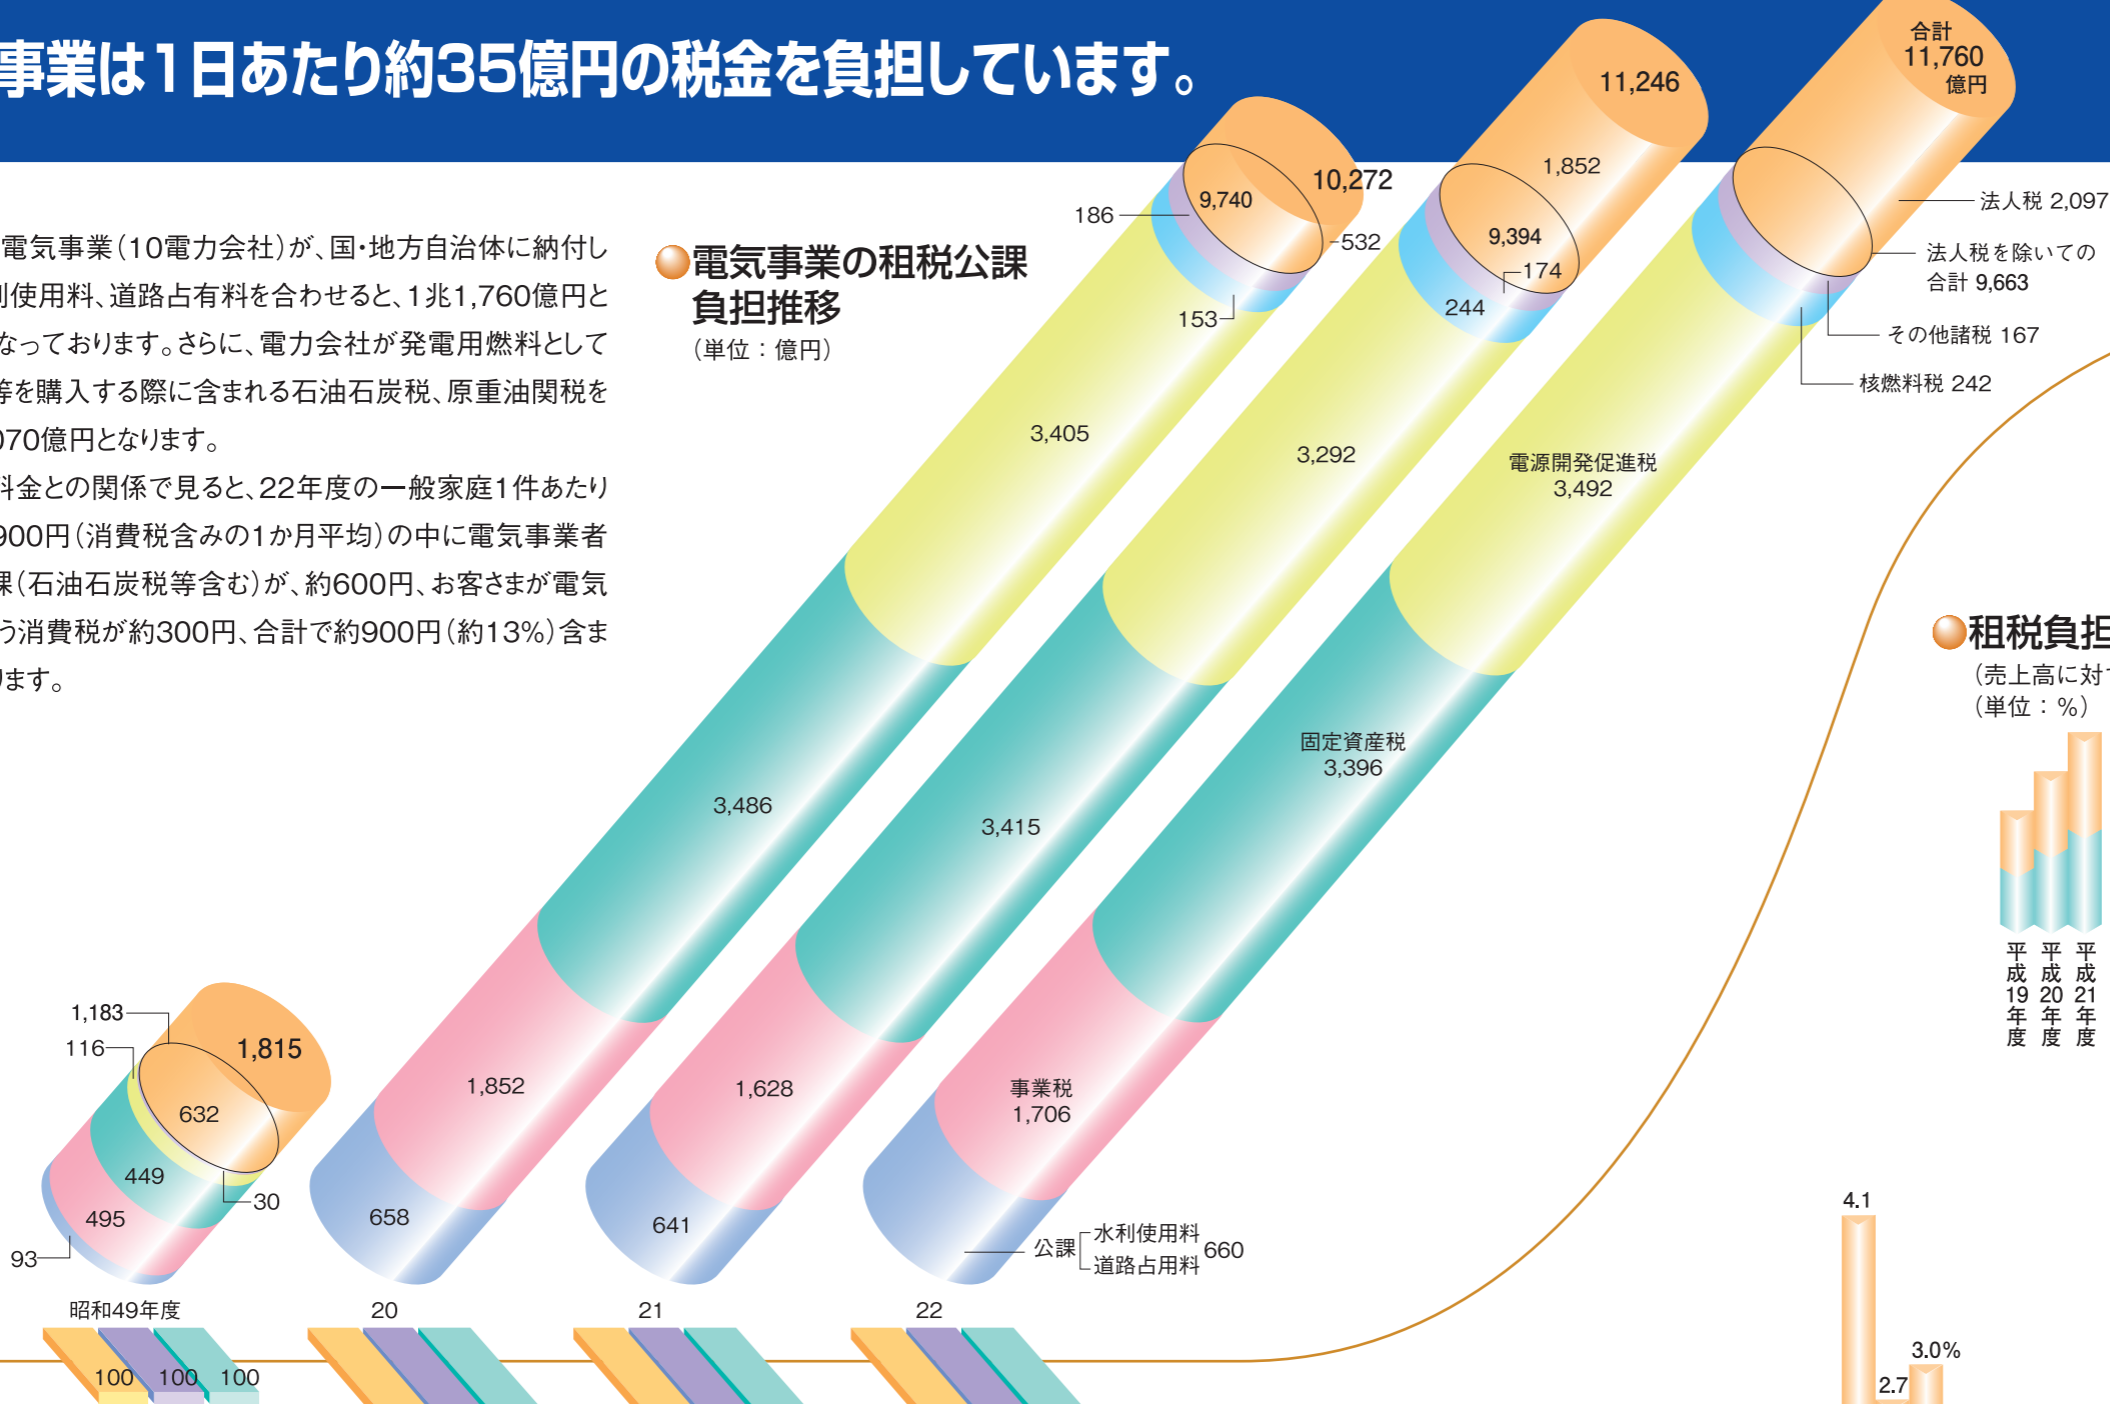 事業は1日あたり約35億円の税金を負担しています。
電気事業（10電力会社）が、国・地方自治体に納付し
利使用料、道路占有料を合わせると、1兆1,760億円と
なっております。さらに、電力会社が発電用燃料として
等を購入する際に含まれる石油石炭税、原重油関税を
070億円となります。
料金との関係で見ると、22年度の一般家庭1件あたり
900円（消費税含みの1か月平均）の中に電気事業者
課（石油石炭税等含む）が、約600円、お客さまが電気
う消費税が約300円、合計で約900円（約13%）含ま
ります。
●電気事業の租税公課
負担推移
（単位：億円）
1,183
116
1,815
632
449
30
495
93
昭和49年度
10,272
9,740
186
532
153
3,405
3,486
1,852
658
20
11,246
1,852
9,394
174
244
3,292
3,415
1,628
641
21
合計
11,760
億円
法人税 2,097
法人税を除いての
合計 9,663
その他諸税 167
核燃料税 242
電源開発促進税
3,492
固定資産税
3,396
事業税
1,706
公課
水利使用料
道路占用料
660
22
100
100
100
●租税負担
（売上高に対
（単位：%）
平成19年度
平成20年度
平成21年度
4.1
2.7
3.0%